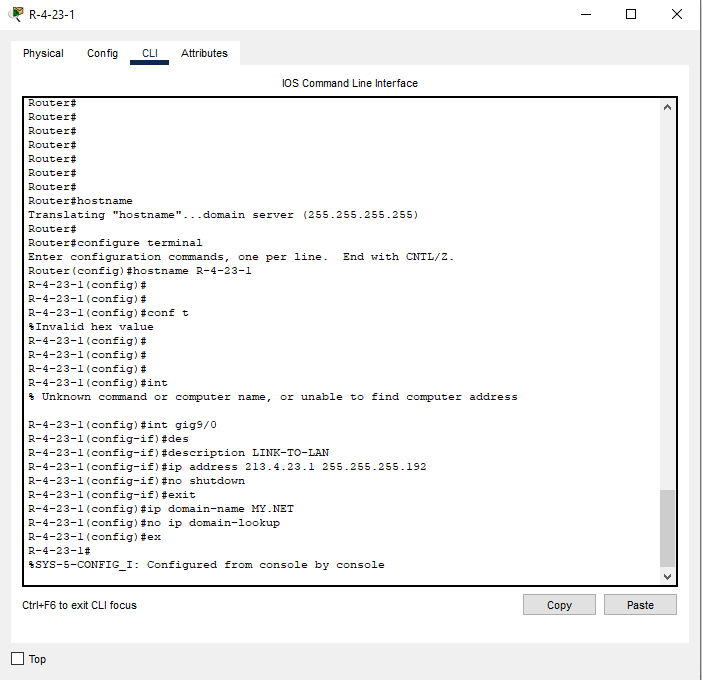 R-4-23-1
Physical Config CLI Attributes
IOS Command Line Interface
Router#
Router#
Router#
Router#
Router#
Router#
Router#
Router#hostname
Translating "hostname"...domain server (255.255.255.255)
Router#
Router#configure terminal
Enter configuration commands, one per line.  End with CNTL/Z.
Router(config)#hostname R-4-23-1
R-4-23-1(config)#
R-4-23-1(config)#
R-4-23-1(config)#conf t
%Invalid hex value
R-4-23-1(config)#
R-4-23-1(config)#
R-4-23-1(config)#
R-4-23-1(config)#int
% Unknown command or computer name, or unable to find computer address
R-4-23-1(config)#int gig9/0
R-4-23-1(config-if)#des
R-4-23-1(config-if)#description LINK-TO-LAN
R-4-23-1(config-if)#ip address 213.4.23.1 255.255.255.192
R-4-23-1(config-if)#no shutdown
R-4-23-1(config-if)#exit
R-4-23-1(config)#ip domain-name MY.NET
R-4-23-1(config)#no ip domain-lookup
R-4-23-1(config)#ex
R-4-23-1#
%SYS-5-CONFIG_I: Configured from console by console
Ctrl+F6 to exit CLI focus Copy Paste
Top